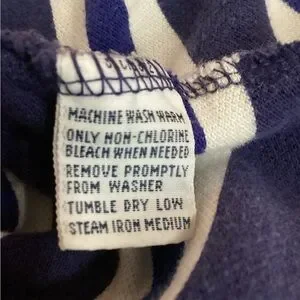 MACHINE WASH WARM
ONLY NON-CHLORINE
BLEACH WHEN NEEDED
REMOVE PROMPTLY
FROM WASHER
TUMBLE DRY LOW
STEAM IRON MEDIUM